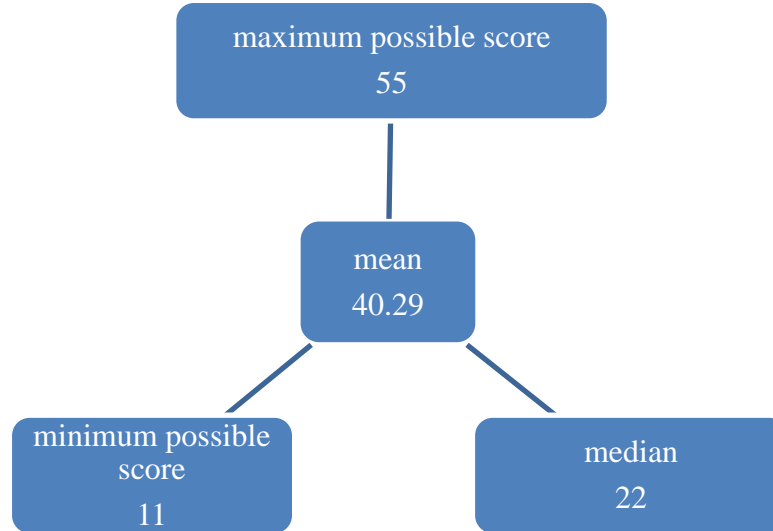 maximum possible score
55
mean
40.29
minimum possible
score
11
median
22